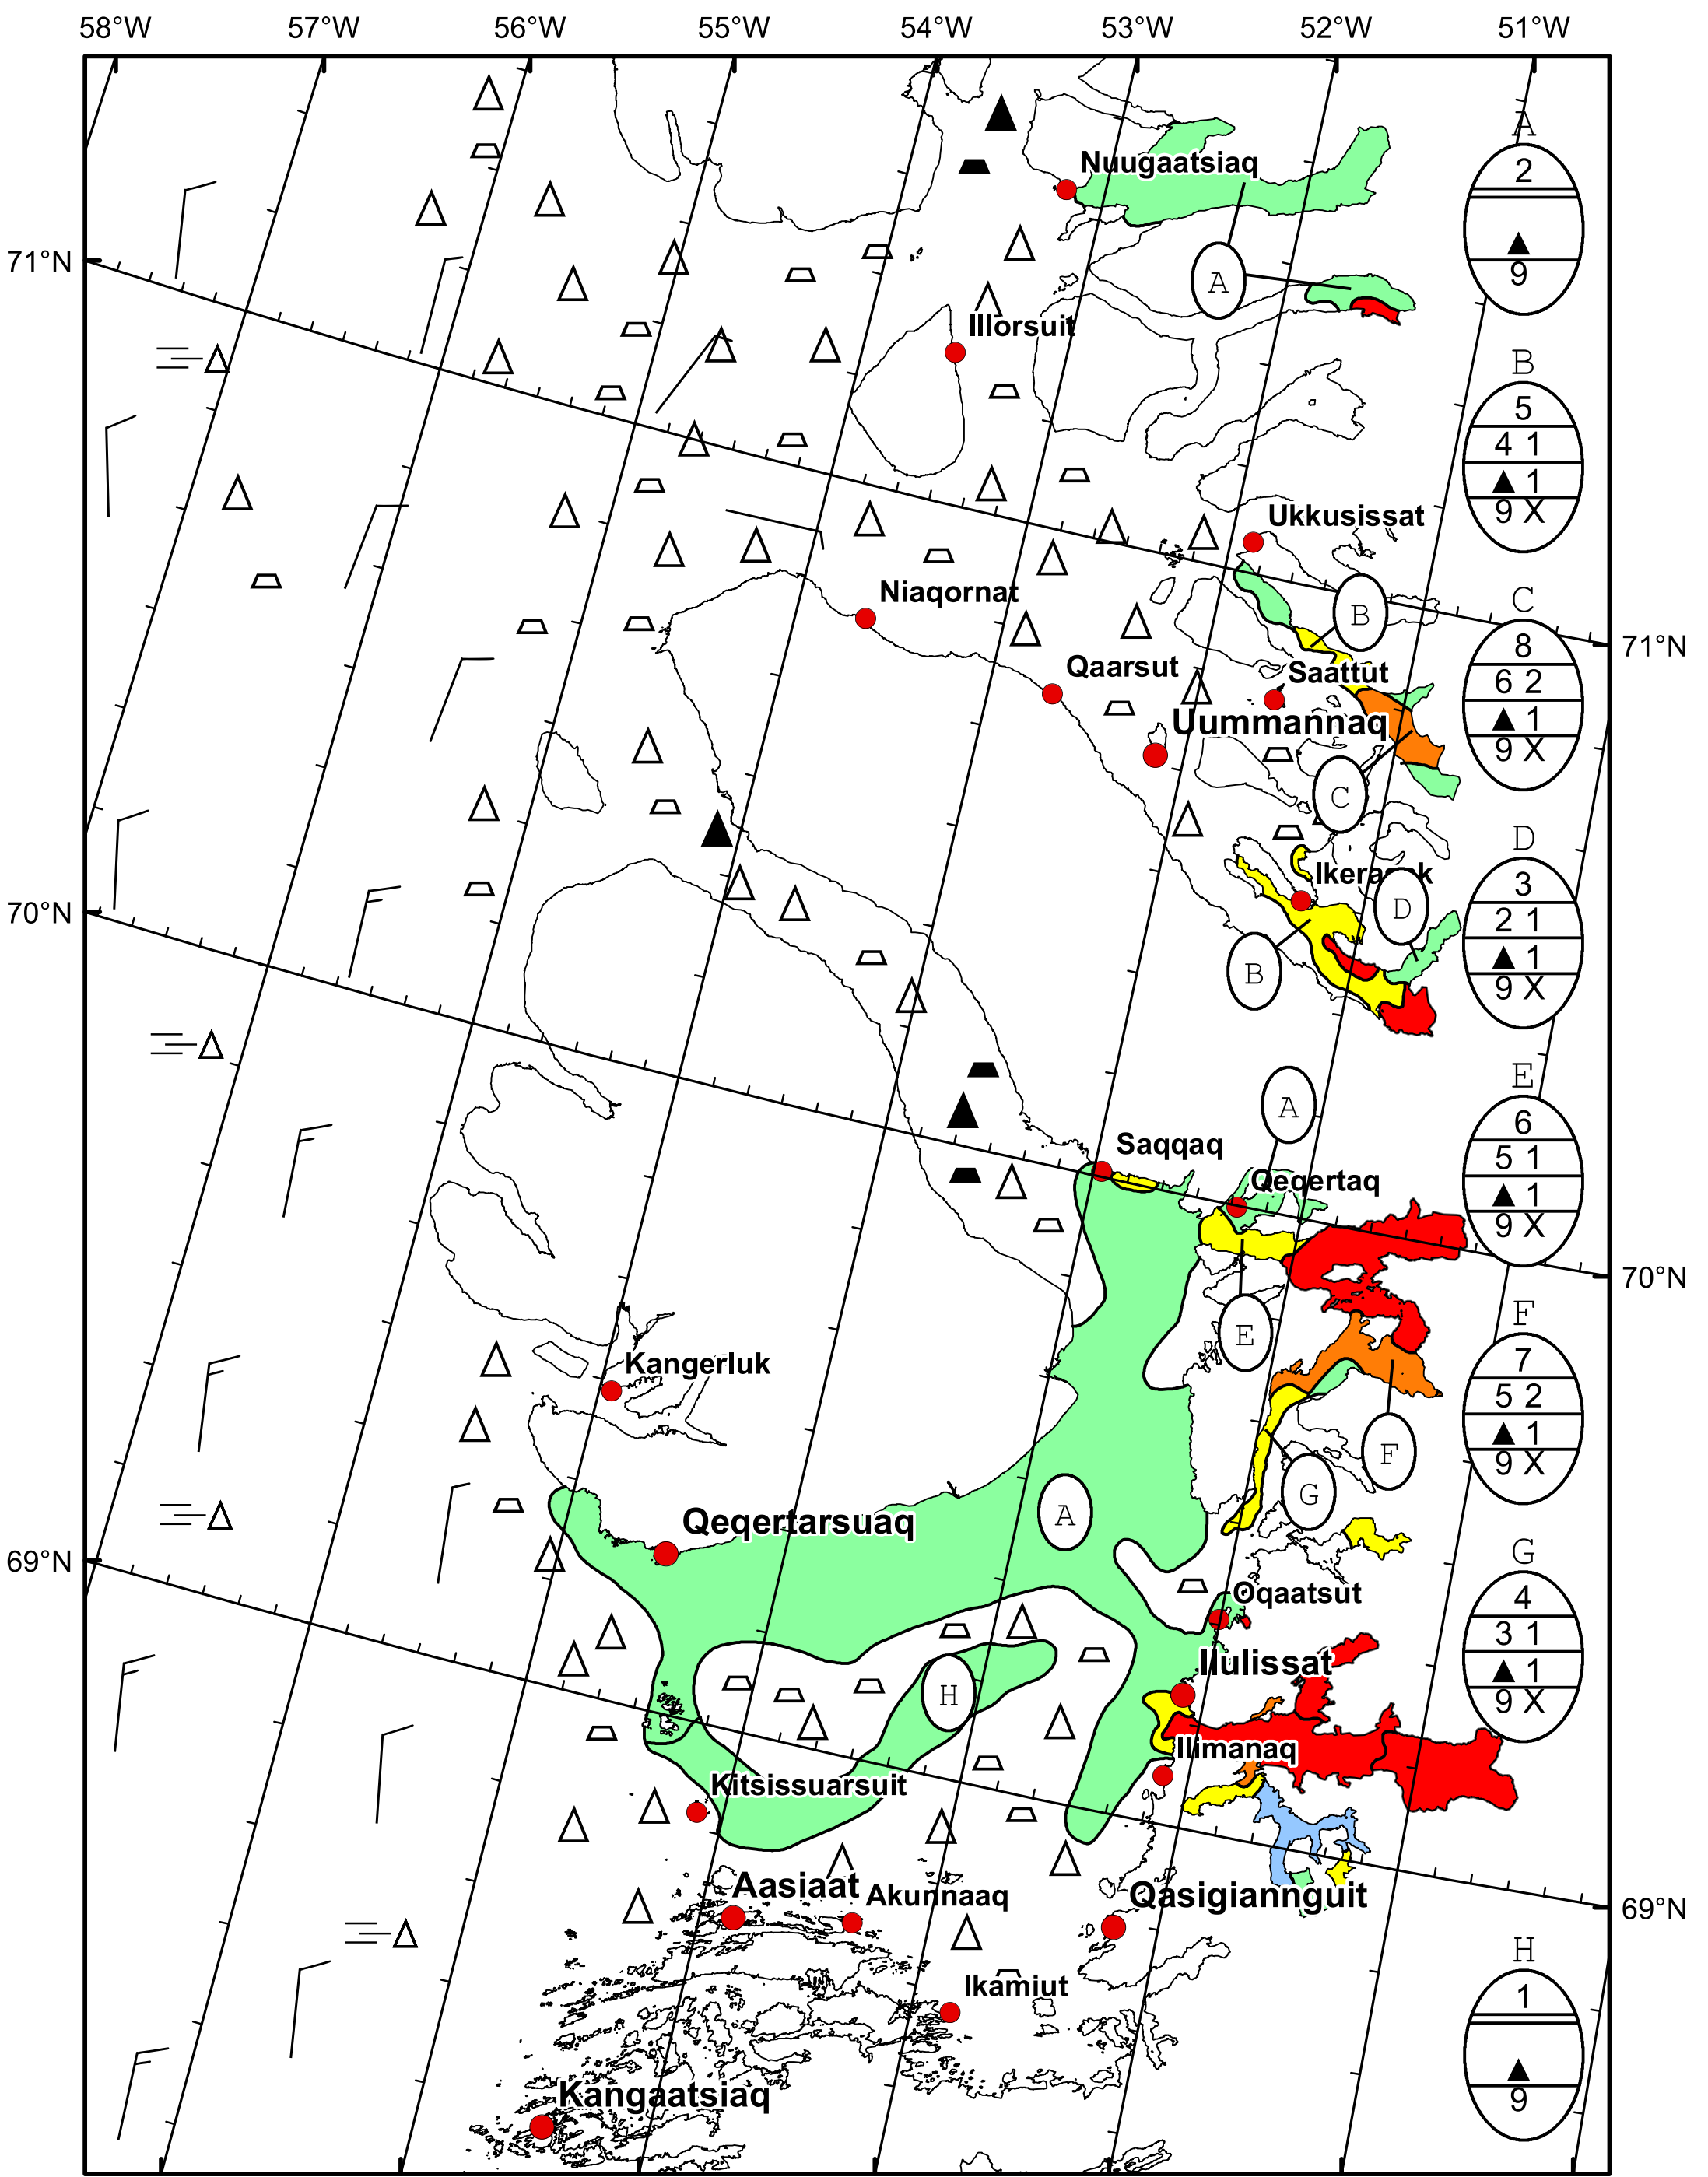 58°W 57°W 56°W 55°W 54°W 53°W 52°W 51°W
A
2
Nuugaatsiaq
9
71°N
A
Illorsuit
B
5
4 1
1
9 X
Ukkusissat
Niaqornat
B
C
8
71°N
Qaarsut
Saattut
6 2
Uummannaq
1
9 X
C
D
Ikerasak
3
D
70°N
2 1
1
B
9 X
E
A
6
Saqqaq
5 1
Qeqertaq
1
9 X
70°N
F
E
7
Kangerluk
5 2
1
F
9 X
G
A
Qeqertarsuaq
G
69°N
4
Oqaatsut
3 1
Ilulissat
1
H
9 X
Ilimanaq
Kitsissuarsuit
Aasiaat
Akunnaaq
Qasigiannguit
69°N
H
Ikamiut
1
Kangaatsiaq
9